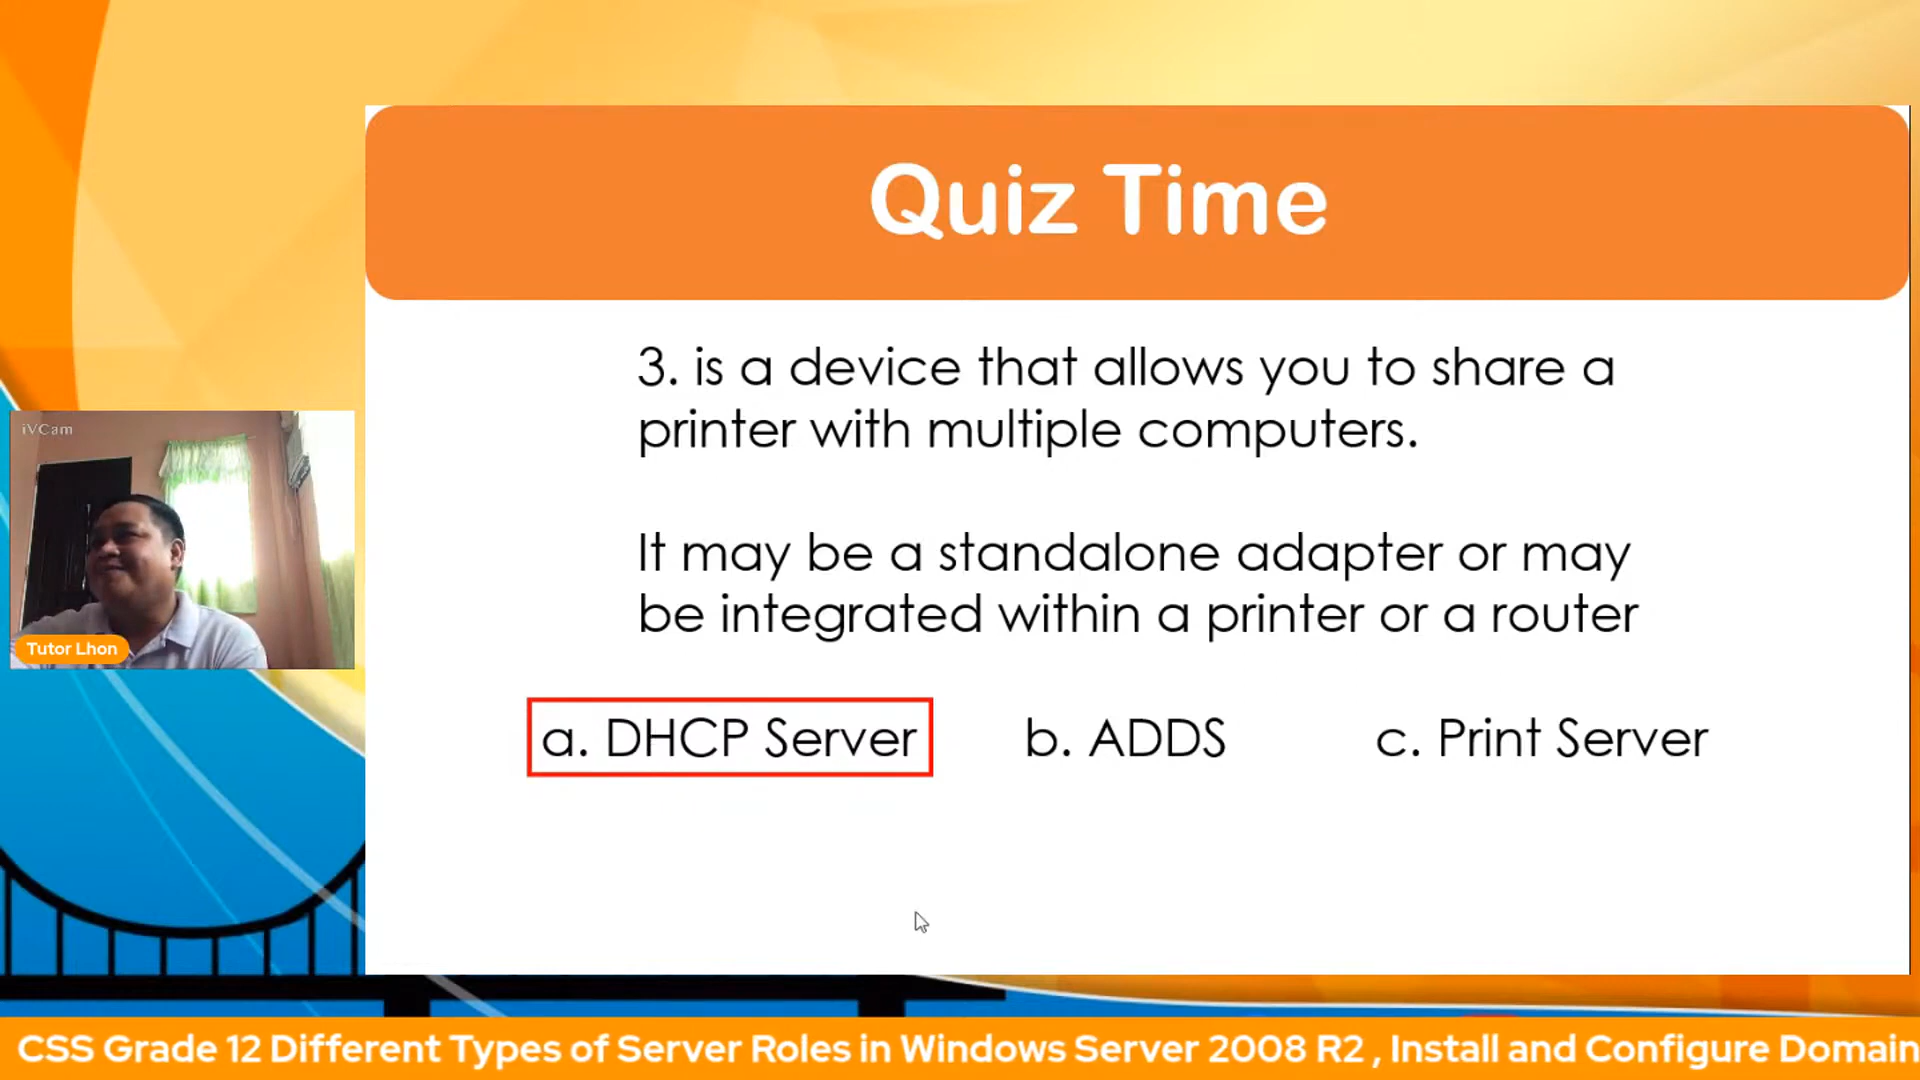 Quiz Time
3. is a device that allows you to share a
printer with multiple computers.
It may be a standalone adapter or may
be integrated within a printer or a router
a. DHCP Server
b. ADDS
c. Print Server
iVCam
Tutor Lhon
CSS Grade 12 Different Types of Server Roles in Windows Server 2008 R2 , Install and Configure Domain